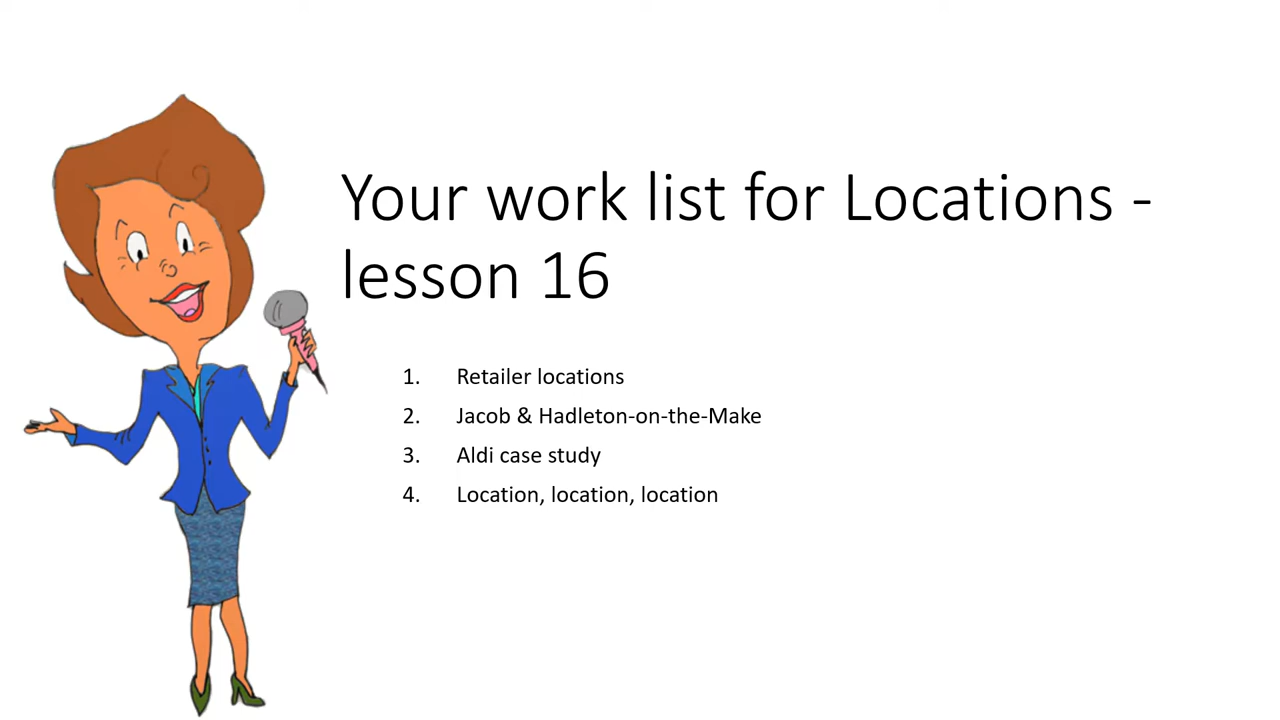 Your work list for Locations -
lesson 16
1. Retailer locations
2. Jacob & Hadleton-on-the-Make
3. Aldi case study
4. Location, location, location